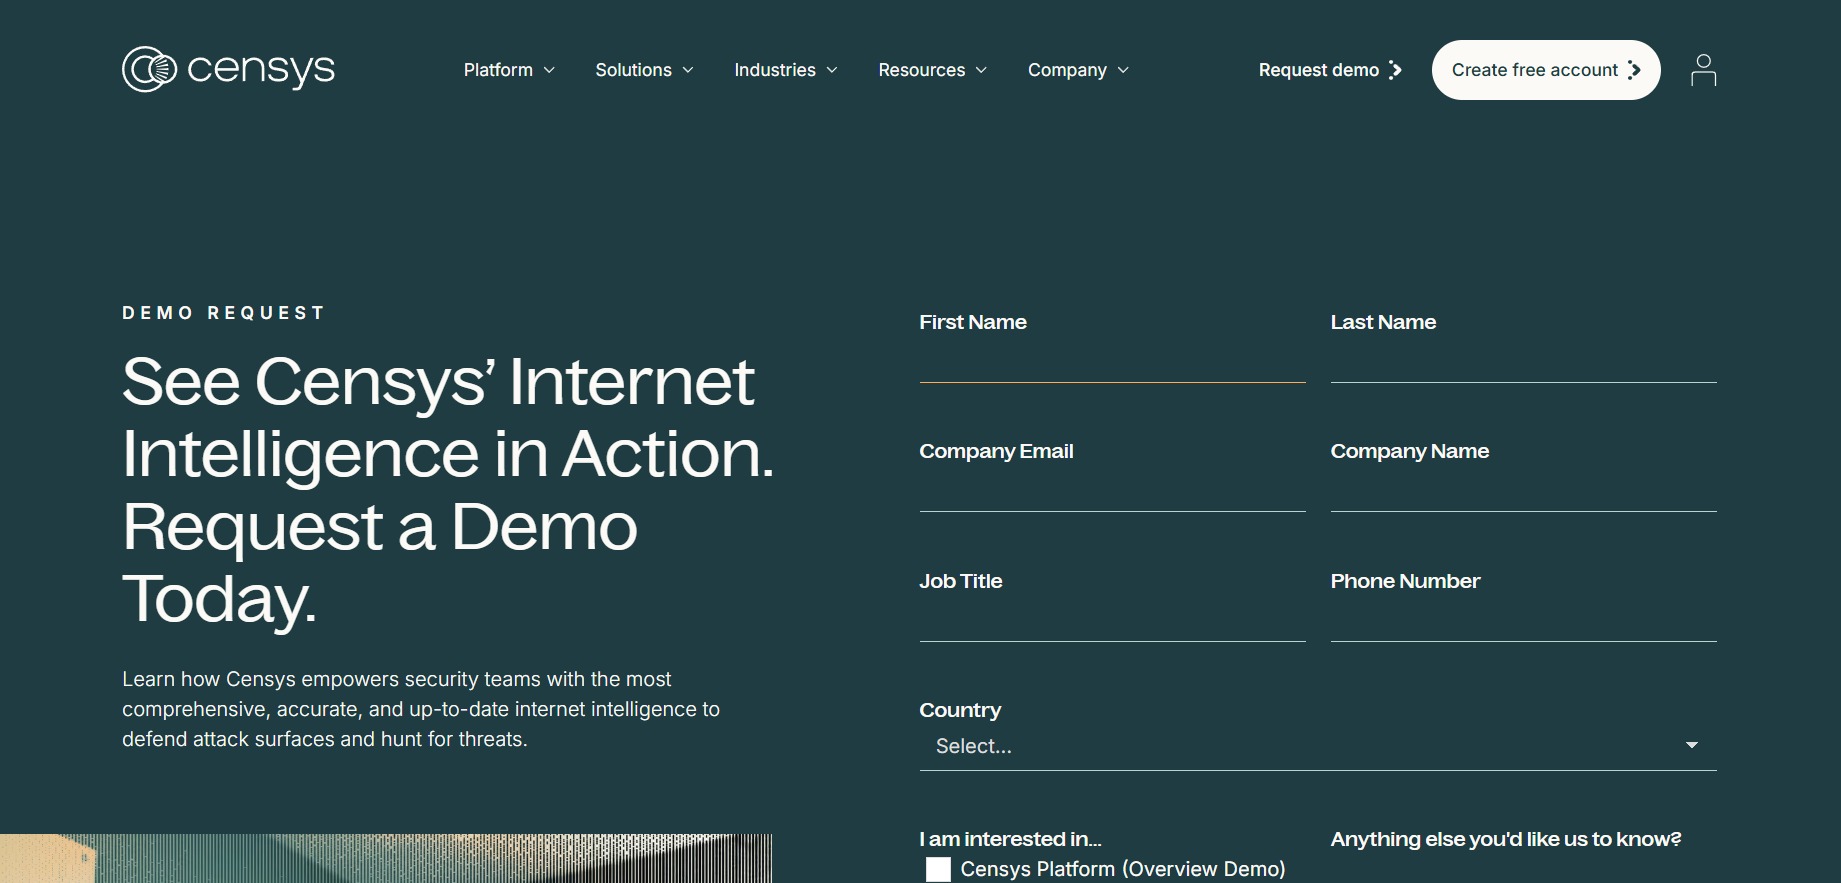 censys
Platform
Solutions
Industries
Resources
Company
Request demo
Create free account
DEMO REQUEST
See Censys’ Internet
Intelligence in Action.
Request a Demo
Today.
Learn how Censys empowers security teams with the most
comprehensive, accurate, and up-to-date internet intelligence to
defend attack surfaces and hunt for threats.
First Name
Last Name
Company Email
Company Name
Job Title
Phone Number
Country
Select...
I am interested in...
Censys Platform (Overview Demo)
Anything else you'd like us to know?